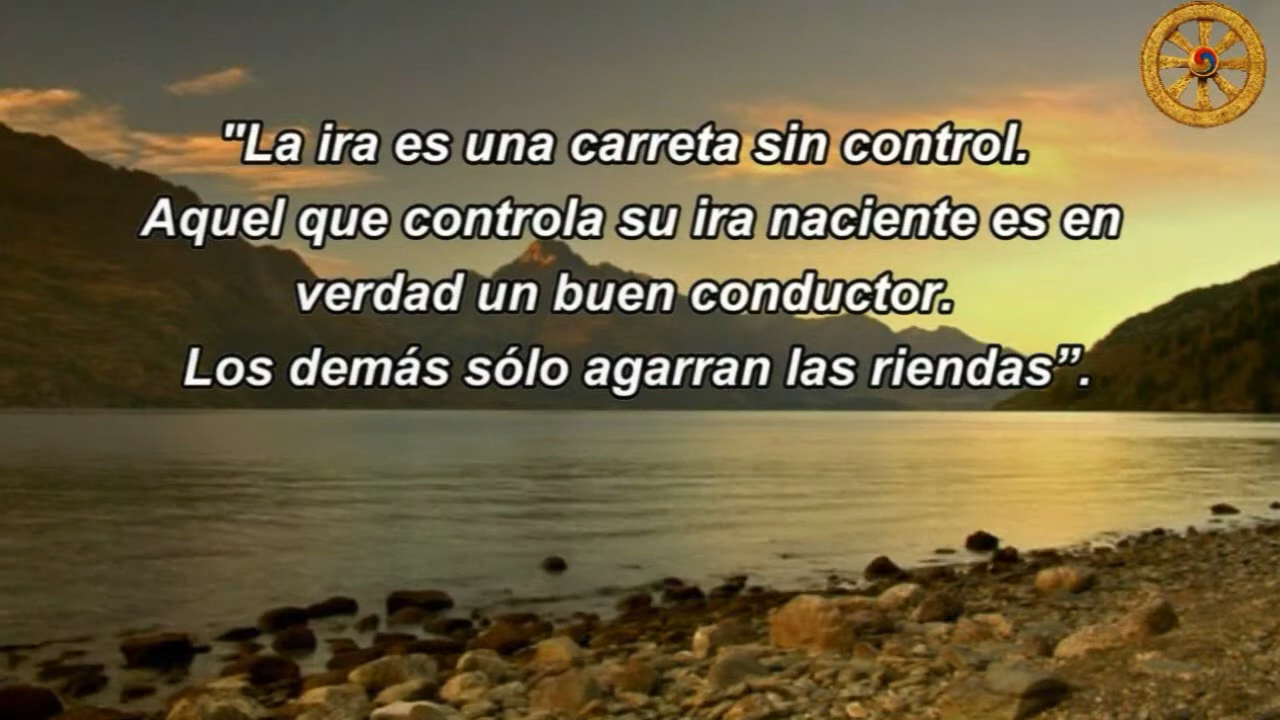 "La ira es una carreta sin control.
Aquel que controla su ira naciente es en
verdad un buen conductor.
Los demás sólo agarran las riendas”.